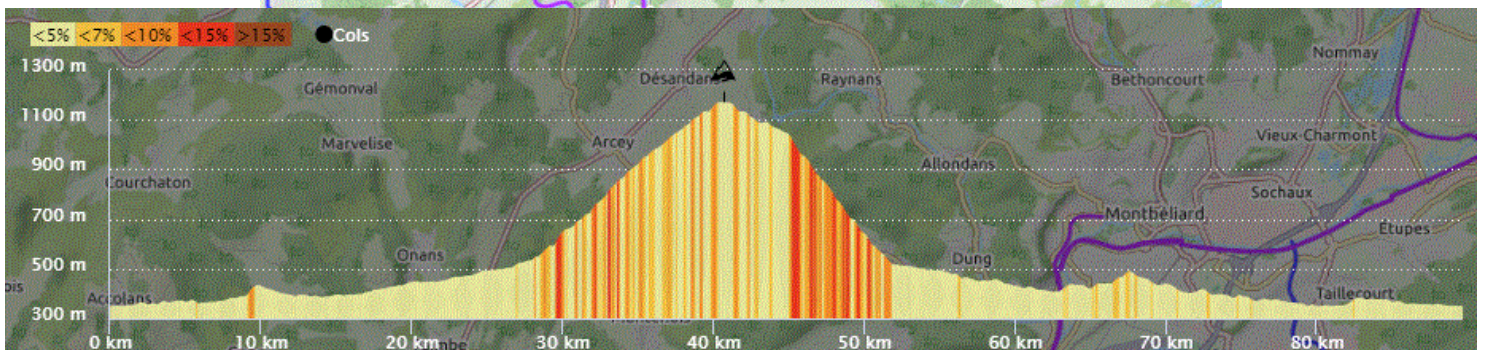 <5% <7% <10% <15% >15% Cols
Nommay
1300 m
Désandans
Raynans
Bethoncourt
Gémonval
1100 m
Marvelise
Arcey
Vieux-Charmont
900 m
Allondans
Courchaton
Sochaux
700 m
Montbéliard
Étupes
Onans
500 m
Dung
Accolans
Taillecourt
300 m
0 km 10 km 20 km 30 km 40 km 50 km 60 km 70 km 80 km